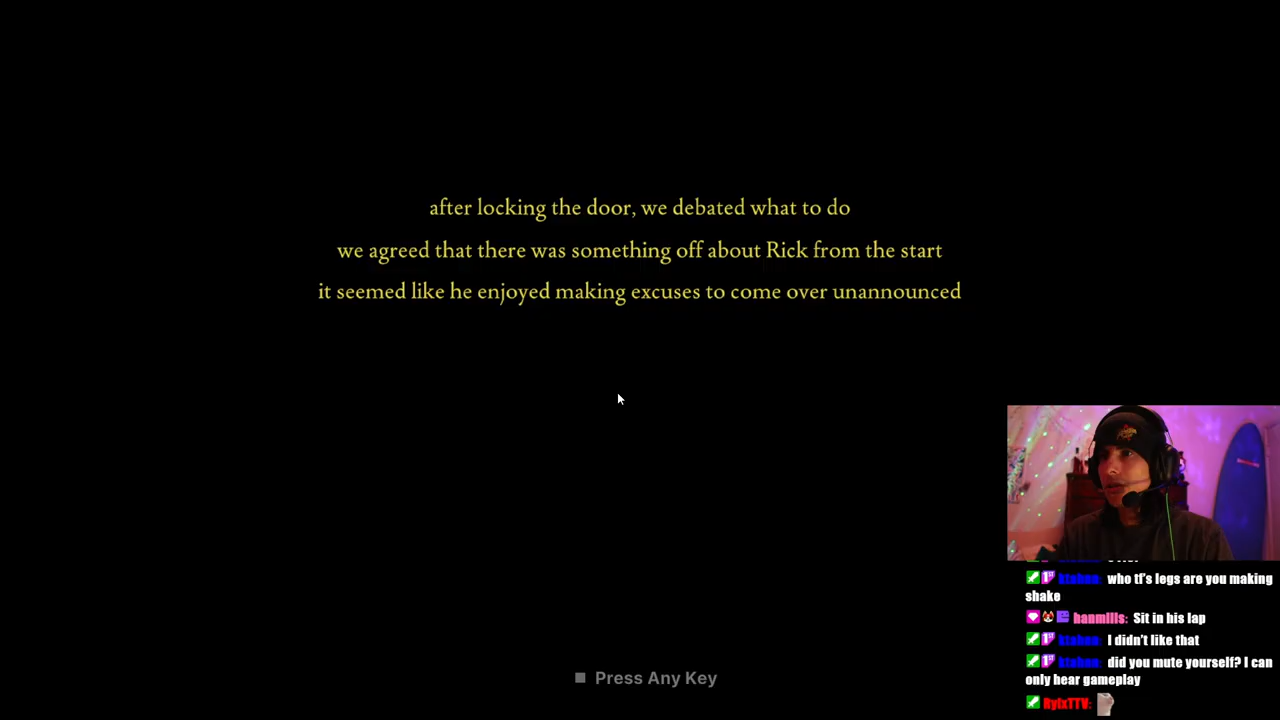 after locking the door, we debated what to do
we agreed that there was something off about Rick from the start
it seemed like he enjoyed making excuses to come over unannounced
Press Any Key
who tf's legs are you making
shake
hanmllls: Sit in his lap
I didn't like that
did you mute yourself? I can
only hear gameplay
RylxTTV: